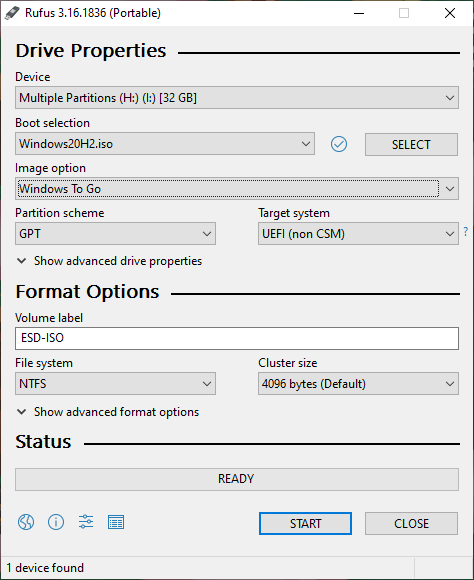 Rufus 3.16.1836 (Portable)
Drive Properties
Device
Multiple Partitions (H:) (I:) [32 GB]
Boot selection
Windows20H2.iso
SELECT
Image option
Windows To Go
Partition scheme
Target system
GPT
UEFI (non CSM)
?
Show advanced drive properties
Format Options
Volume label
ESD-ISO
File system
Cluster size
NTFS
4096 bytes (Default)
Show advanced format options
Status
READY
START
CLOSE
1 device found